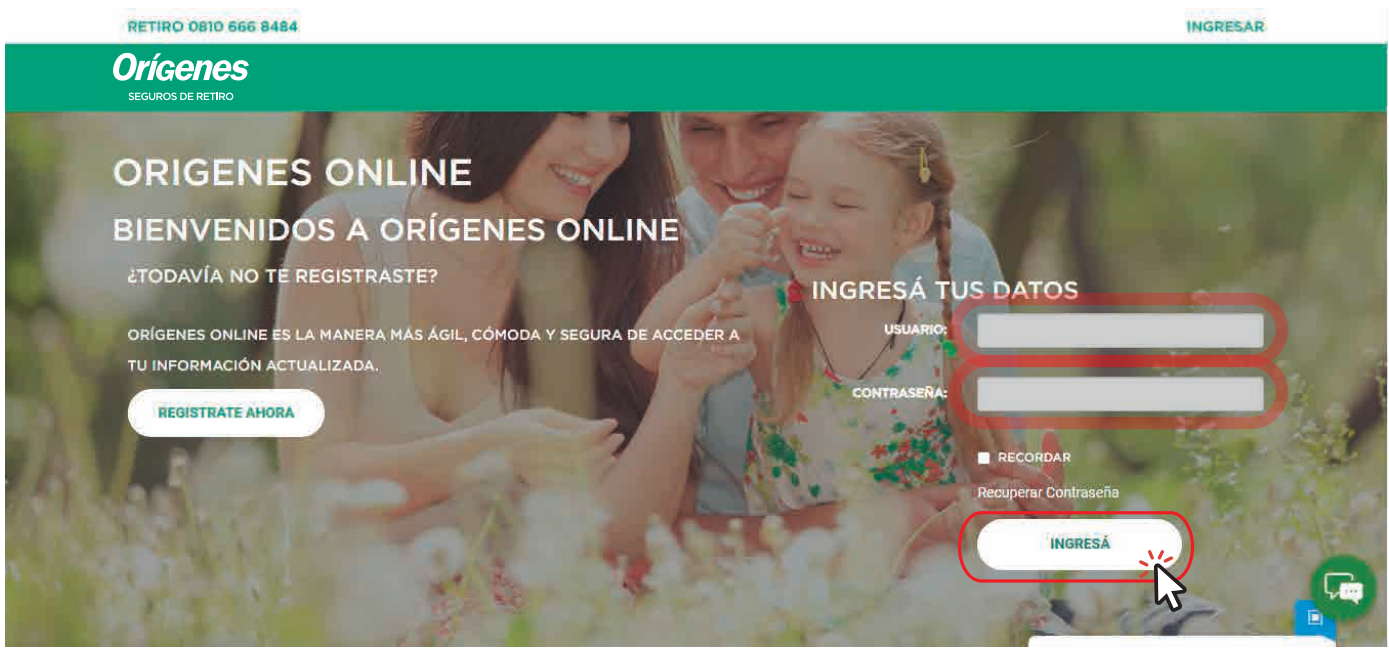 RETIRO 0810 666 8484
INGRESAR
Orígenes
SEGUROS DE RETIRO
ORIGENES ONLINE
BIENVENIDOS A ORÍGENES ONLINE
¿TODAVÍA NO TE REGISTRASTE?
ORÍGENES ONLINE ES LA MANERA MÁS ÁGIL, CÓMODA Y SEGURA DE ACCEDER A
TU INFORMACIÓN ACTUALIZADA.
REGISTRATE AHORA
INGRESÁ TUS DATOS
USUARIO:
CONTRASEÑA:
RECORDAR
Recuperar Contraseña
INGRESÁ